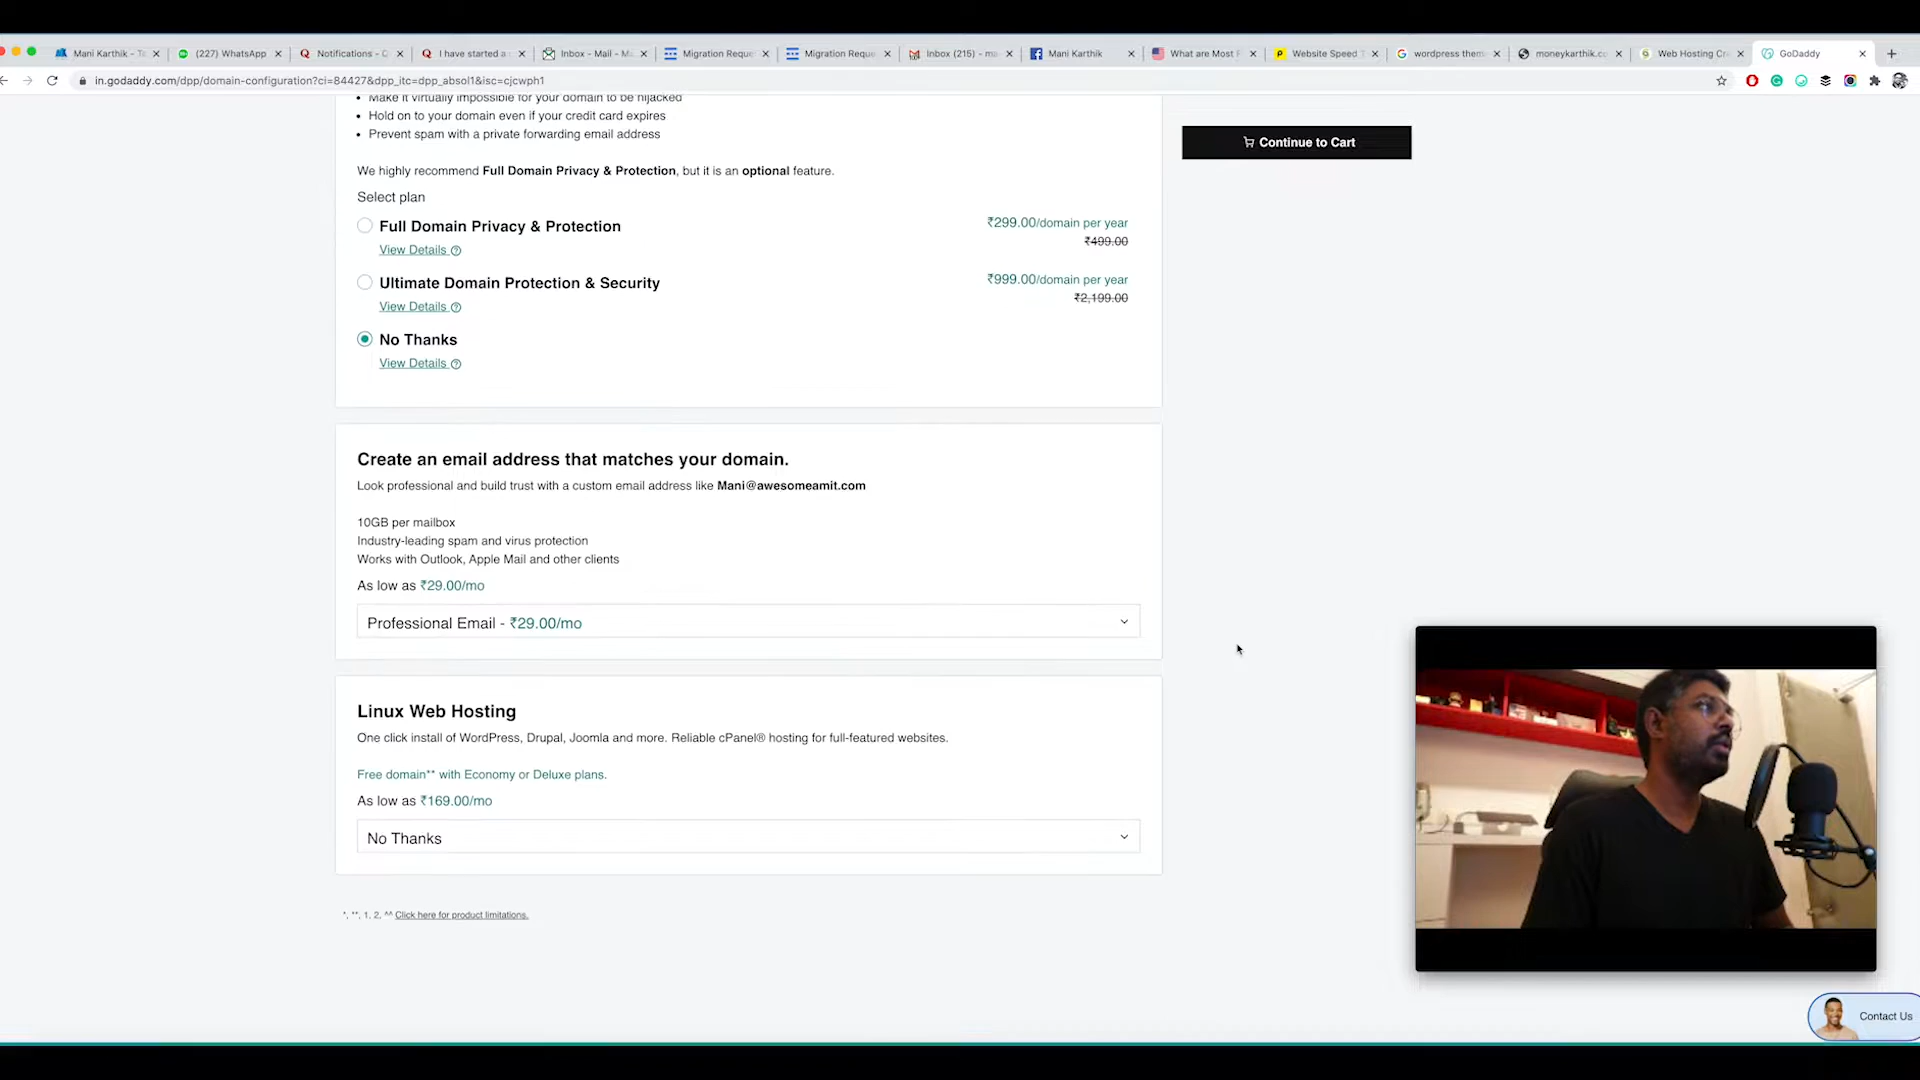 Mani Karthik - Ta
(227) WhatsApp
Notifications - Q
I have started a
Inbox - Mail - Ma
Migration Reque
Migration Reque
Inbox (215) - ma
Mani Karthik
What are Most F
Website Speed T
wordpress them
moneykarthik.co
Web Hosting Cre
GoDaddy
in.godaddy.com/dpp/domain-configuration?ci=84427&dpp_itc=dpp_absol1&isc=cjcwph1
• Make it virtually impossible for your domain to be hijacked
• Hold on to your domain even if your credit card expires
• Prevent spam with a private forwarding email address
Continue to Cart
We highly recommend Full Domain Privacy & Protection, but it is an optional feature.
Select plan
Full Domain Privacy & Protection
₹299.00/domain per year
₹499.00
View Details
Ultimate Domain Protection & Security
₹999.00/domain per year
₹2,199.00
View Details
No Thanks
View Details
Create an email address that matches your domain.
Look professional and build trust with a custom email address like Mani@awesomeamit.com
10GB per mailbox
Industry-leading spam and virus protection
Works with Outlook, Apple Mail and other clients
As low as ₹29.00/mo
Professional Email - ₹29.00/mo
Linux Web Hosting
One click install of WordPress, Drupal, Joomla and more. Reliable cPanel® hosting for full-featured websites.
Free domain** with Economy or Deluxe plans.
As low as ₹169.00/mo
No Thanks
*, **, 1, 2, ^^ Click here for product limitations.
Contact Us